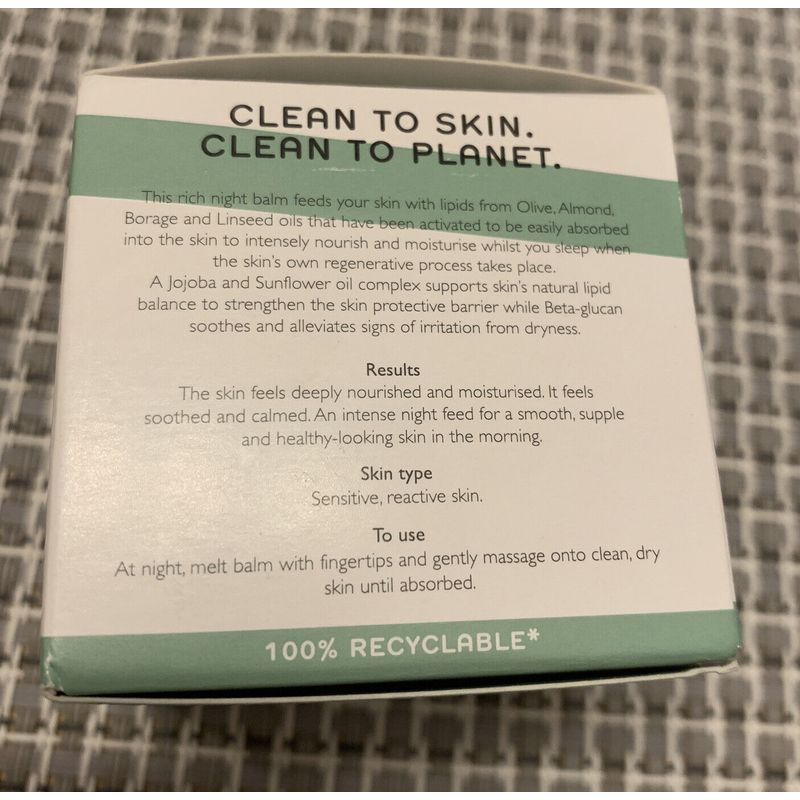 CLEAN TO SKIN.
CLEAN TO PLANET.
This rich night balm feeds your skin with lipids from Olive, Almond,
Borage and Linseed oils that have been activated to be easily absorbed
into the skin to intensely nourish and moisturise whilst you sleep when
the skin's own regenerative process takes place.
A Jojoba and Sunflower oil complex supports skin's natural lipid
balance to strengthen the skin protective barrier while Beta-glucan
soothes and alleviates signs of irritation from dryness.
Results
The skin feels deeply nourished and moisturised. It feels
soothed and calmed. An intense night feed for a smooth, supple
and healthy-looking skin in the morning.
Skin type
Sensitive, reactive skin.
To use
At night, melt balm with fingertips and gently massage onto clean, dry
skin until absorbed.
100% RECYCLABLE*